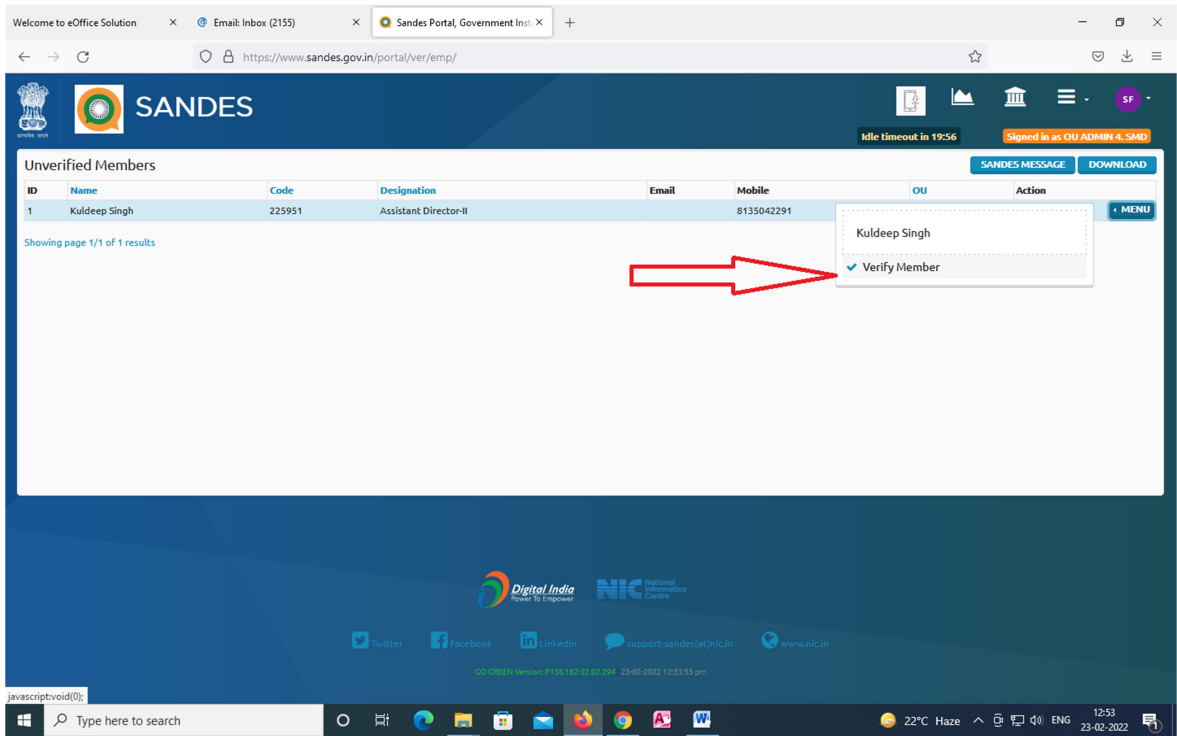 Welcome to eOffice Solution
Email: Inbox (2155)
Sandes Portal, Government Inst
https://www.sandes.gov.in/portal/ver/emp/
SANDES
SF
Idle timeout in 19:56
Signed in as OU ADMIN 4. SMD
Unverified Members
SANDES MESSAGE DOWNLOAD
ID Name Code Designation Email Mobile OU Action
1 Kuldeep Singh 225951 Assistant Director-II 8135042291 MENU
Kuldeep Singh
Verify Member
Showing page 1/1 of 1 results
Digital India
Power To Empower
NIC National
Informatics
Centre
Twitter Facebook Linkedin support-sandes[at]nic.in www.nic.in
GO GREEN Version: P138.162-22.02.294 23-02-2022 12:53:55 pm
javascript:void(0);
Type here to search
22°C Haze ENG
12:53
23-02-2022
1